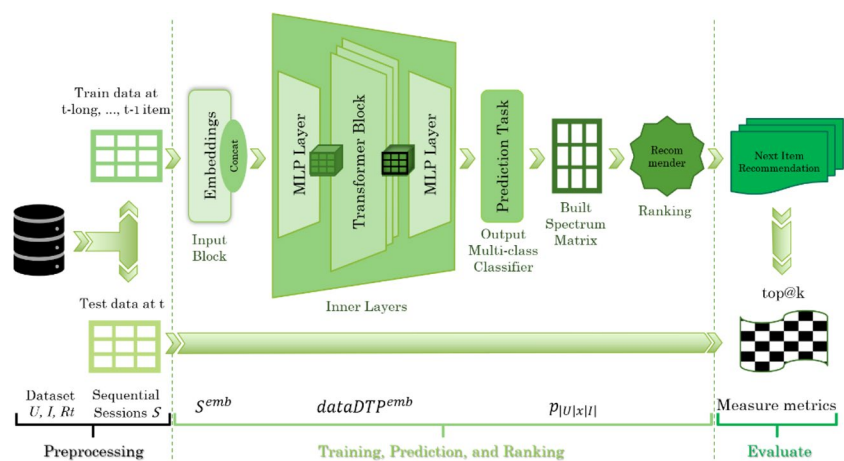 Train data at
t-long, ..., t-1 item
Embeddings
Concat
Input
Block
MLP Layer
Transformer Block
MLP Layer
Inner Layers
Prediction Task
Output
Multi-class
Classifier
Built
Spectrum
Matrix
Recom
mender
Ranking
Next Item
Recommendation
top@k
Test data at t
Dataset
U, I, Rt
Sequential
Sessions S
S^emb
dataDTP^emb
p|U|x|I|
Measure metrics
Preprocessing
Training, Prediction, and Ranking
Evaluate